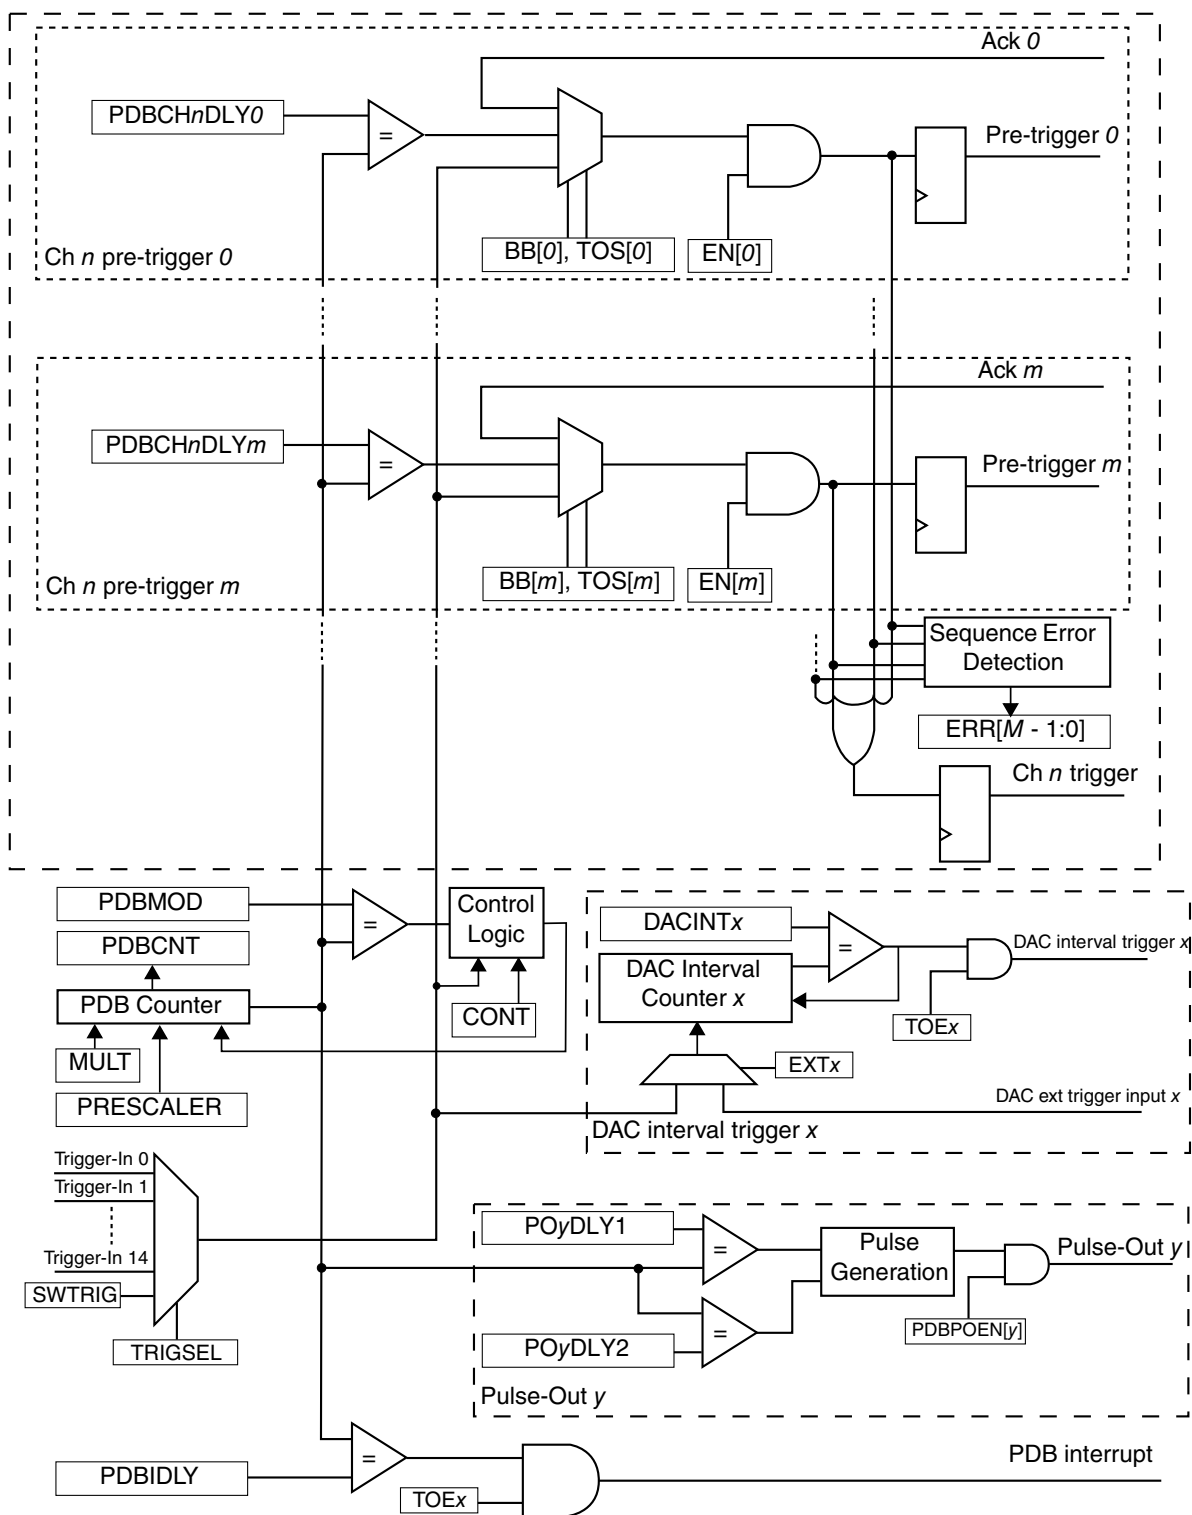 Ack 0
PDBCHnDLY0
=
Pre-trigger 0
BB[0], TOS[0]
EN[0]
Ch n pre-trigger 0
Ack m
PDBCHnDLYm
=
Pre-trigger m
BB[m], TOS[m]
EN[m]
Ch n pre-trigger m
Sequence Error
Detection
ERR[M - 1:0]
Ch n trigger
PDBMOD
=
Control
Logic
PDBCNT
PDB Counter
CONT
MULT
PRESCALER
DACINTx
=
DAC interval trigger x
DAC Interval
Counter x
TOEx
EXTx
DAC ext trigger input x
DAC interval trigger x
Trigger-In 0
Trigger-In 1
Trigger-In 14
SWTRIG
TRIGSEL
POyDLY1
=
Pulse
Generation
Pulse-Out y
=
PDBPOEN[y]
POyDLY2
Pulse-Out y
=
PDB interrupt
PDBIDLY
TOEx